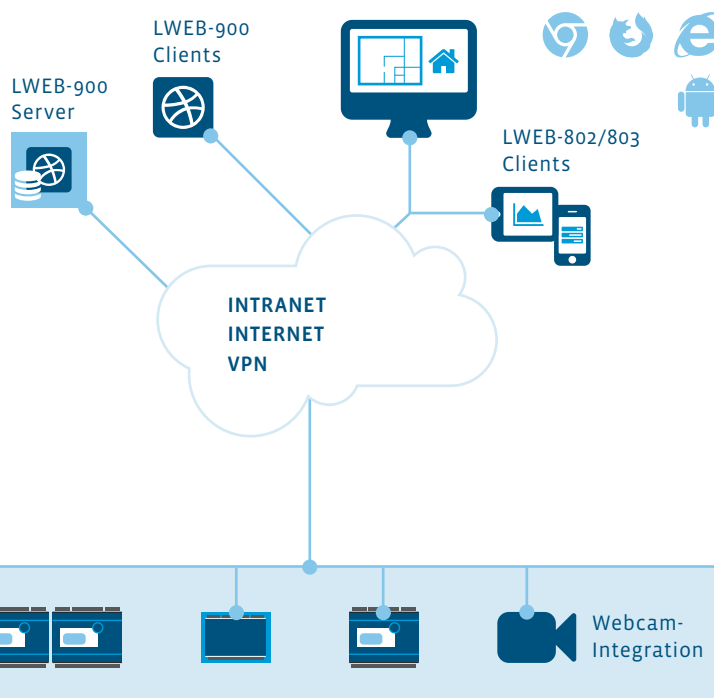 LWEB-900
Clients
LWEB-900
Server
LWEB-802/803
Clients
INTRANET
INTERNET
VPN
Webcam-
Integration